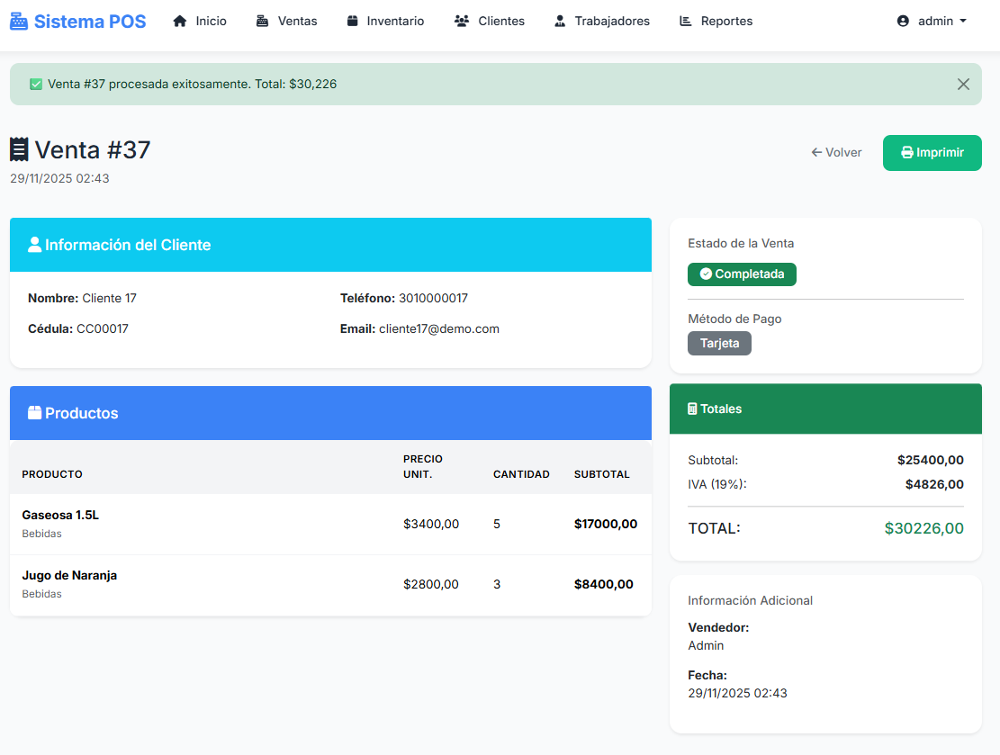 Sistema POS
Inicio
Ventas
Inventario
Clientes
Trabajadores
Reportes
admin
Venta #37 procesada exitosamente. Total: $30,226
Venta #37
29/11/2025 02:43
Volver
Imprimir
Información del Cliente
Nombre: Cliente 17
Teléfono: 3010000017
Cédula: CC00017
Email: cliente17@demo.com
Productos
PRODUCTO
PRECIO
UNIT.
CANTIDAD
SUBTOTAL
Gaseosa 1.5L
Bebidas
$3400,00
5
$17000,00
Jugo de Naranja
Bebidas
$2800,00
3
$8400,00
Estado de la Venta
Completada
Método de Pago
Tarjeta
Totales
Subtotal:
$25400,00
IVA (19%):
$4826,00
TOTAL:
$30226,00
Información Adicional
Vendedor:
Admin
Fecha:
29/11/2025 02:43